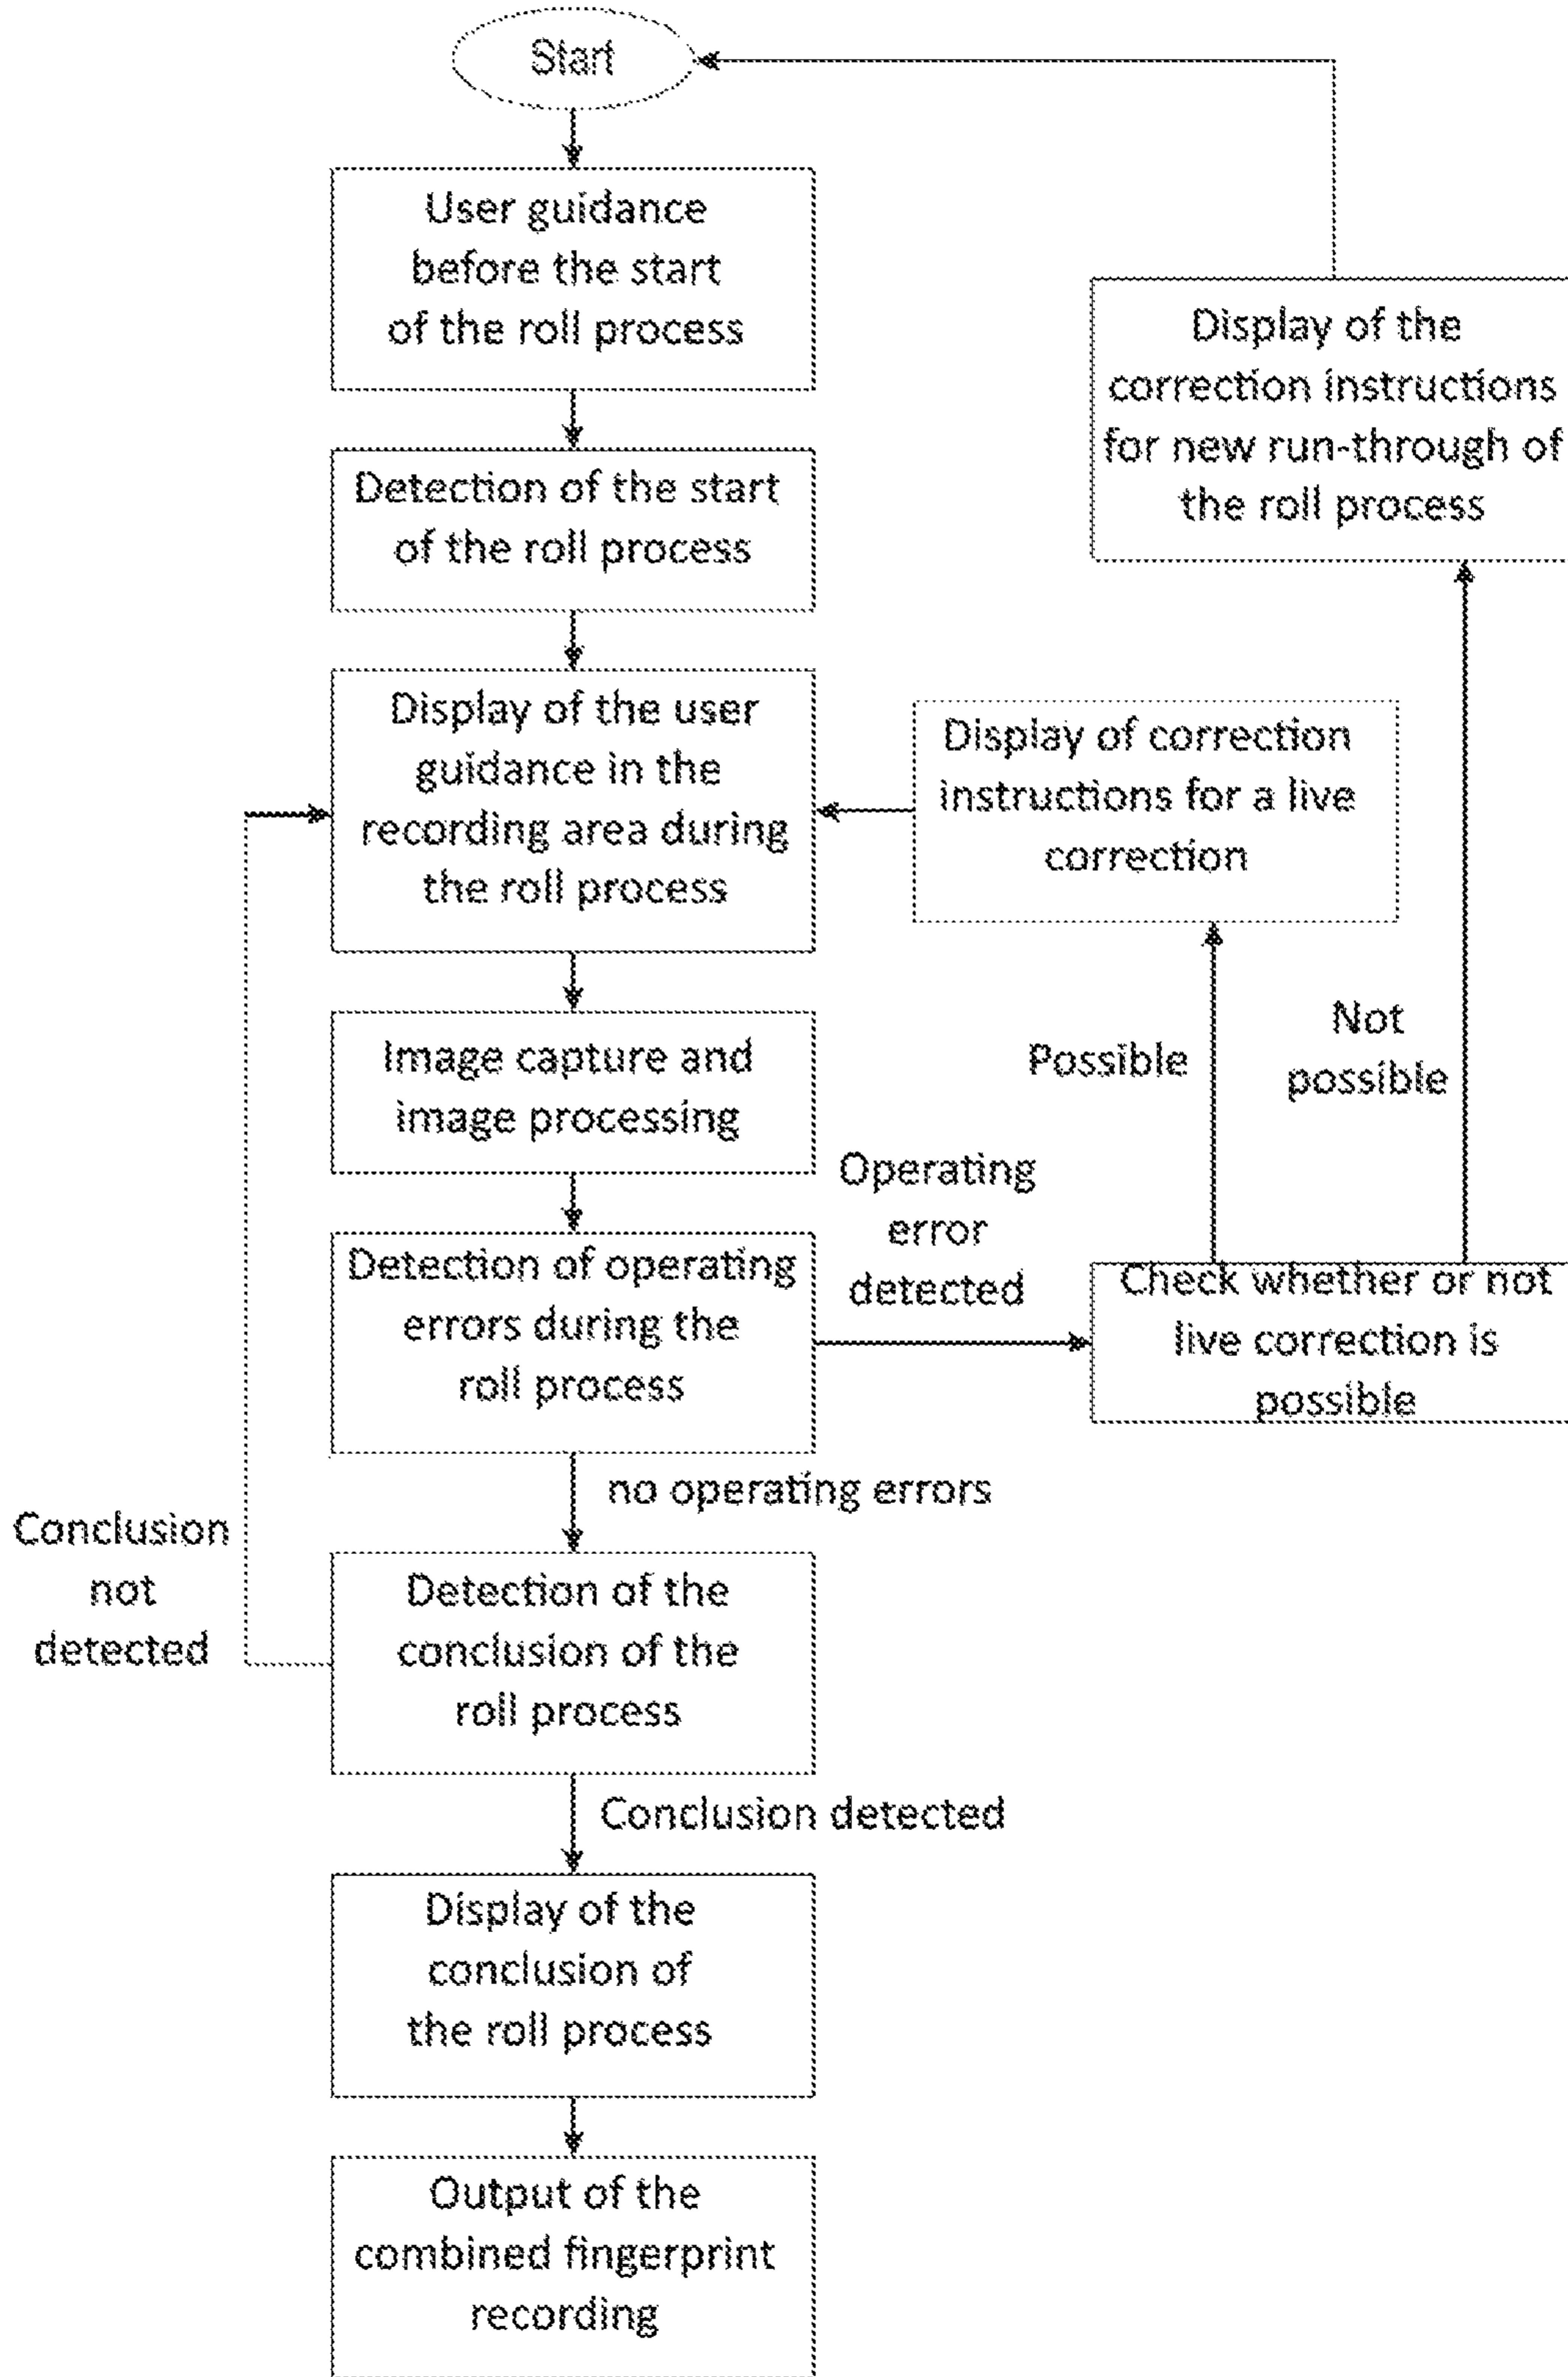 Start
User guidance
before the start
of the roll process
Display of the
correction instructions
for new run-through of
the roll process
Detection of the start
of the roll process
Display of the user
guidance in the
recording area during
the roll process
Display of correction
instructions for a live
correction
Image capture and
image processing
Possible
Not
possible
Operating
error
detected
Detection of operating
errors during the
roll process
Check whether or not
live correction is
possible
no operating errors
Conclusion
not
detected
Detection of the
conclusion of the
roll process
Conclusion detected
Display of the
conclusion of
the roll process
Output of the
combined fingerprint
recording